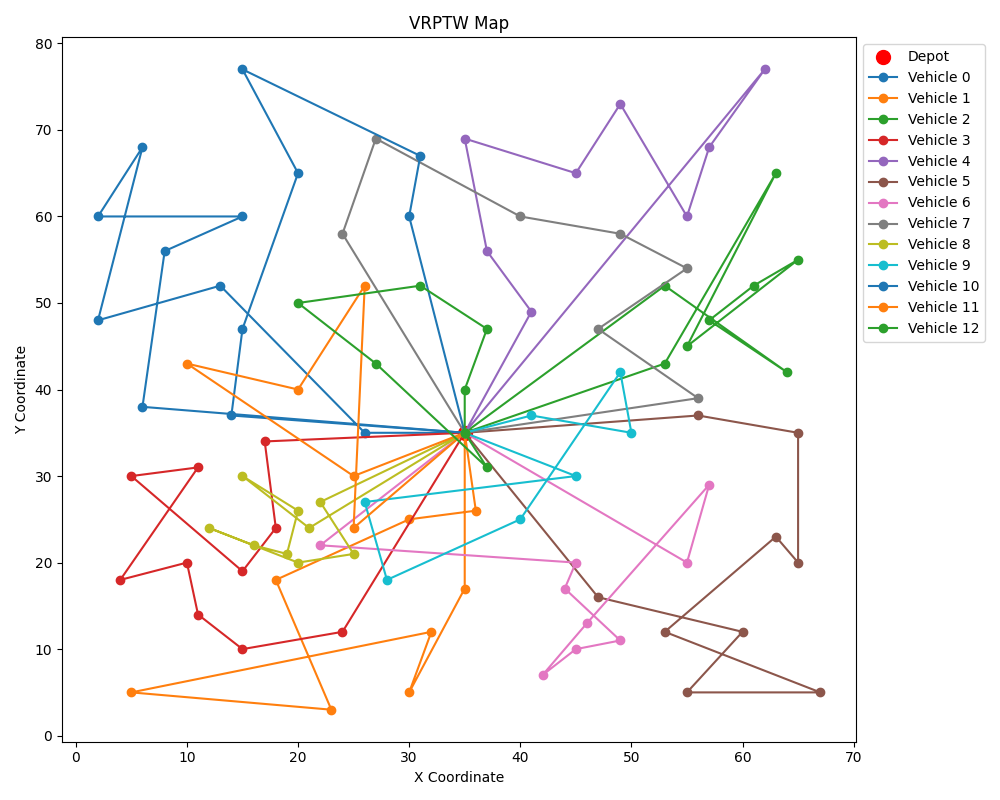 VRPTW Map
80
70
60
50
40
30
20
10
0
Y Coordinate
0 10 20 30 40 50 60 70
X Coordinate
Depot
Vehicle 0
Vehicle 1
Vehicle 2
Vehicle 3
Vehicle 4
Vehicle 5
Vehicle 6
Vehicle 7
Vehicle 8
Vehicle 9
Vehicle 10
Vehicle 11
Vehicle 12